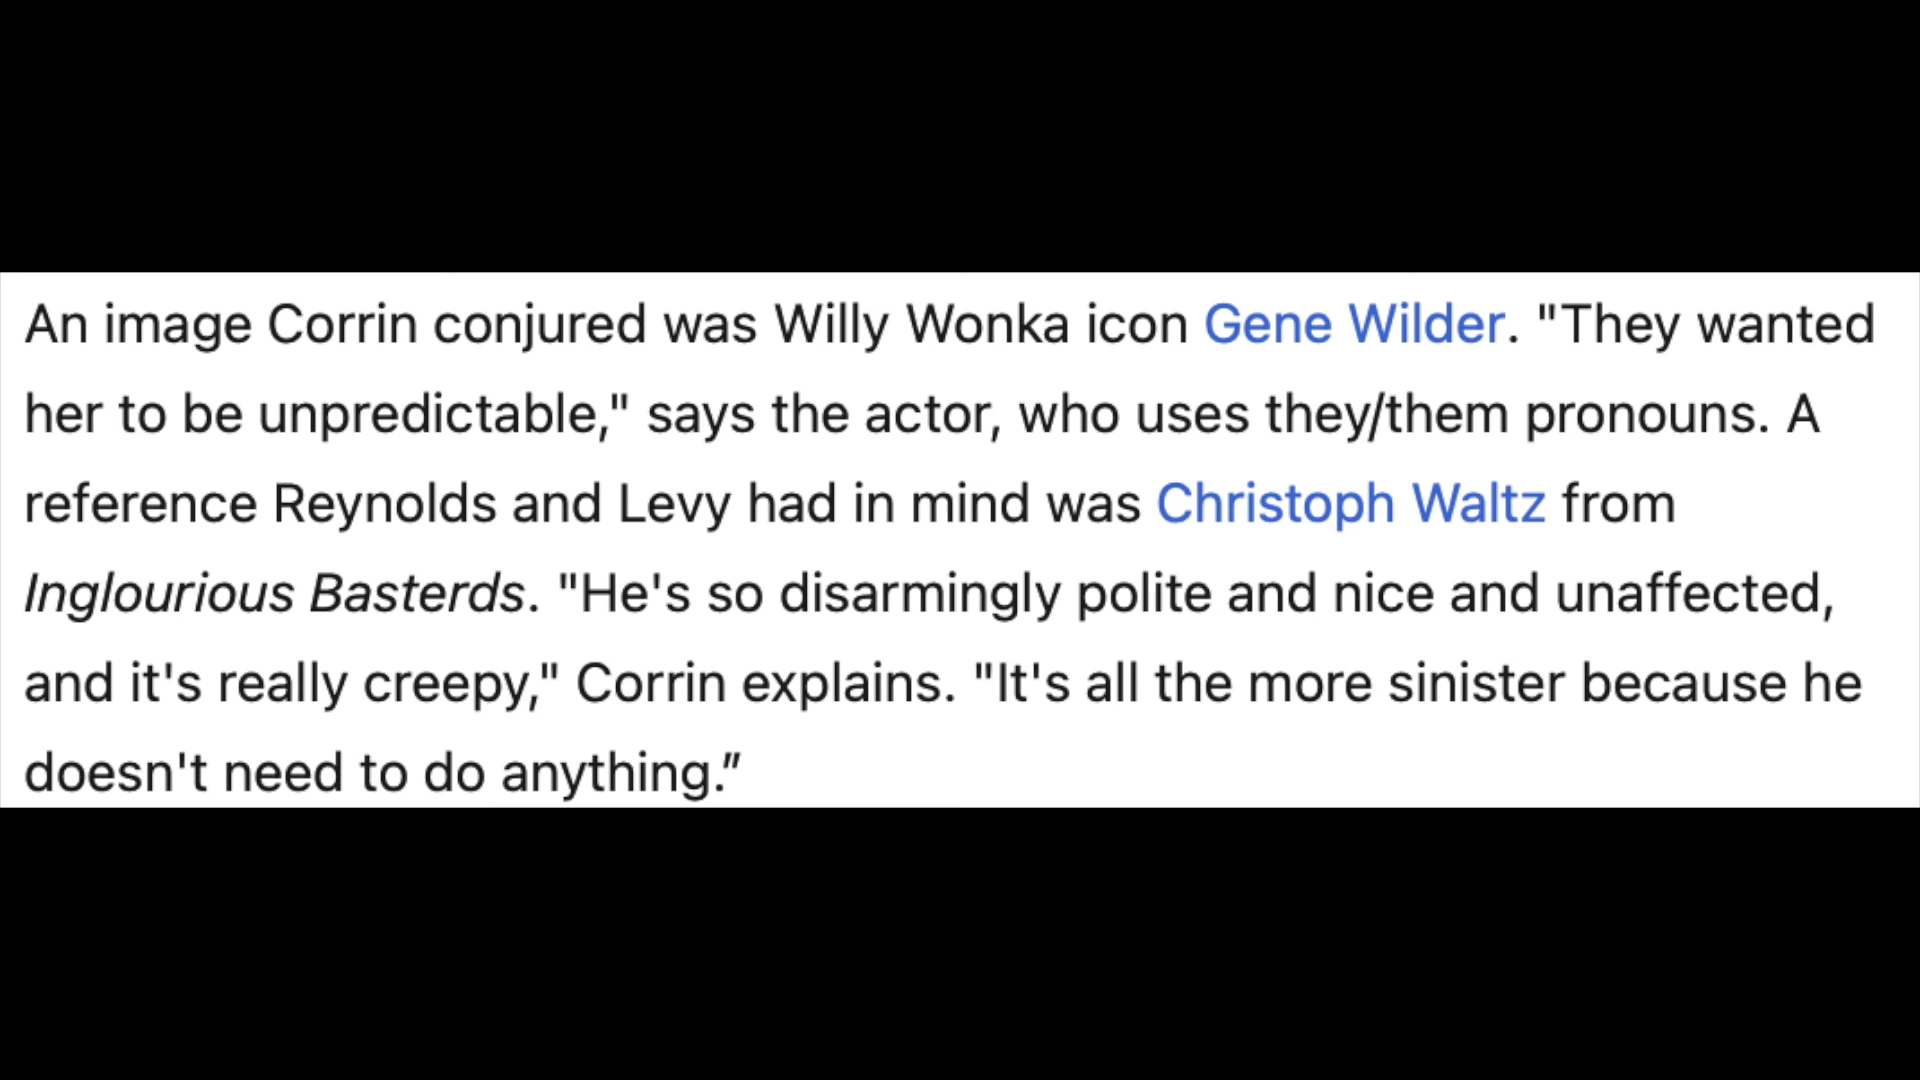 An image Corrin conjured was Willy Wonka icon Gene Wilder. "They wanted
her to be unpredictable," says the actor, who uses they/them pronouns. A
reference Reynolds and Levy had in mind was Christoph Waltz from
Inglourious Basterds. "He's so disarmingly polite and nice and unaffected,
and it's really creepy," Corrin explains. "It's all the more sinister because he
doesn't need to do anything.”